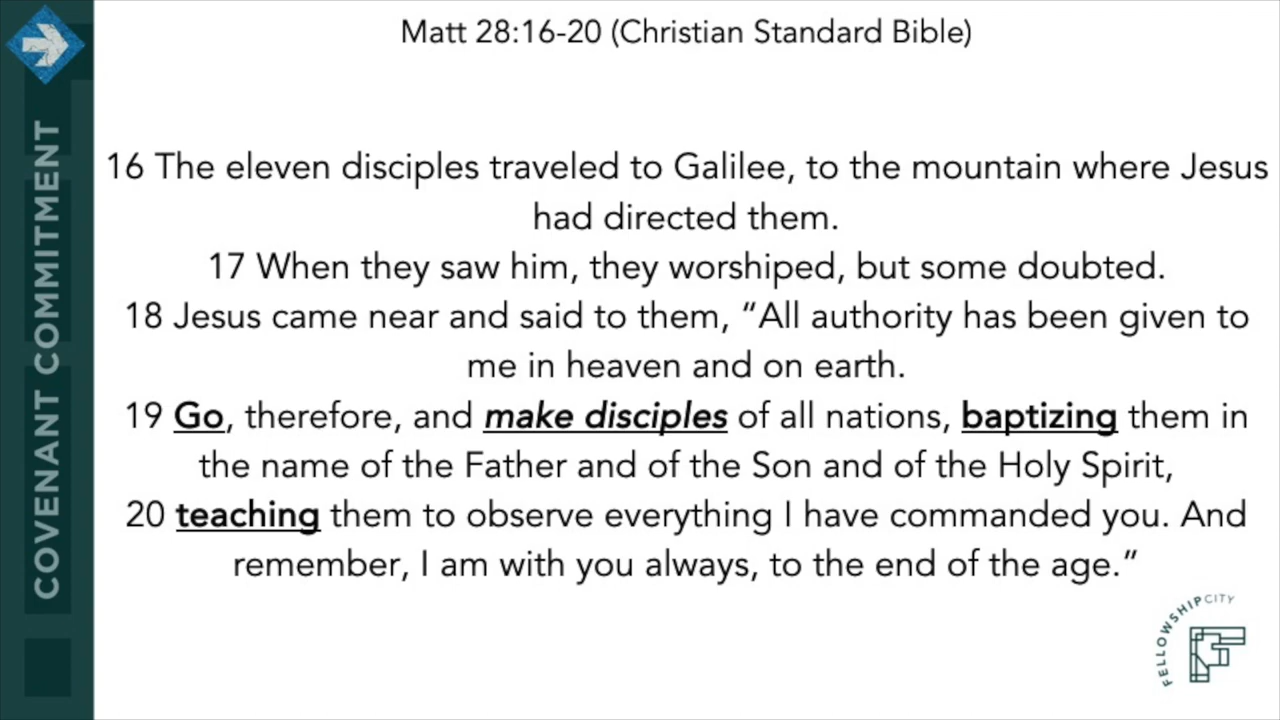 Matt 28:16-20 (Christian Standard Bible)
COVENANT COMMITMENT
16 The eleven disciples traveled to Galilee, to the mountain where Jesus
had directed them.
17 When they saw him, they worshiped, but some doubted.
18 Jesus came near and said to them, “All authority has been given to
me in heaven and on earth.
19 Go, therefore, and make disciples of all nations, baptizing them in
the name of the Father and of the Son and of the Holy Spirit,
20 teaching them to observe everything I have commanded you. And
remember, I am with you always, to the end of the age.”
FELLOWSHIPCITY